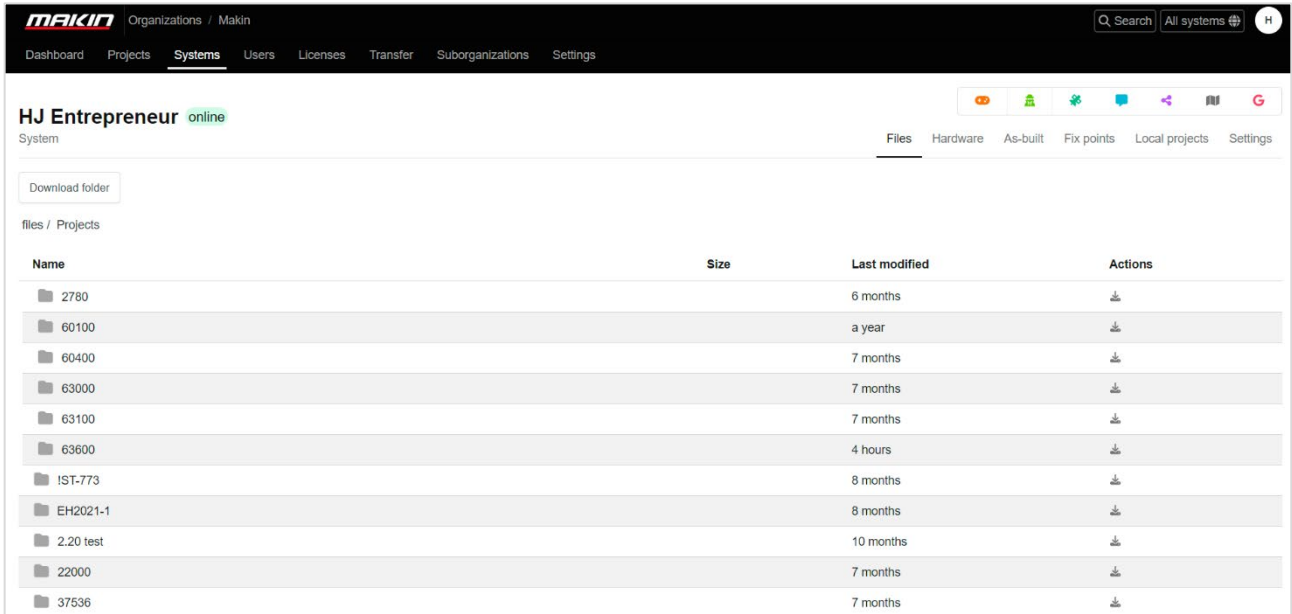 MAKIN Organizations / Makin Search All systems H
Dashboard Projects Systems Users Licenses Transfer Suborganizations Settings
HJ Entrepreneur online
System
Files Hardware As-built Fix points Local projects Settings
Download folder
files / Projects
Name Size Last modified Actions
2780 6 months
60100 a year
60400 7 months
63000 7 months
63100 7 months
63600 4 hours
!ST-773 8 months
EH2021-1 8 months
2.20 test 10 months
22000 7 months
37536 7 months